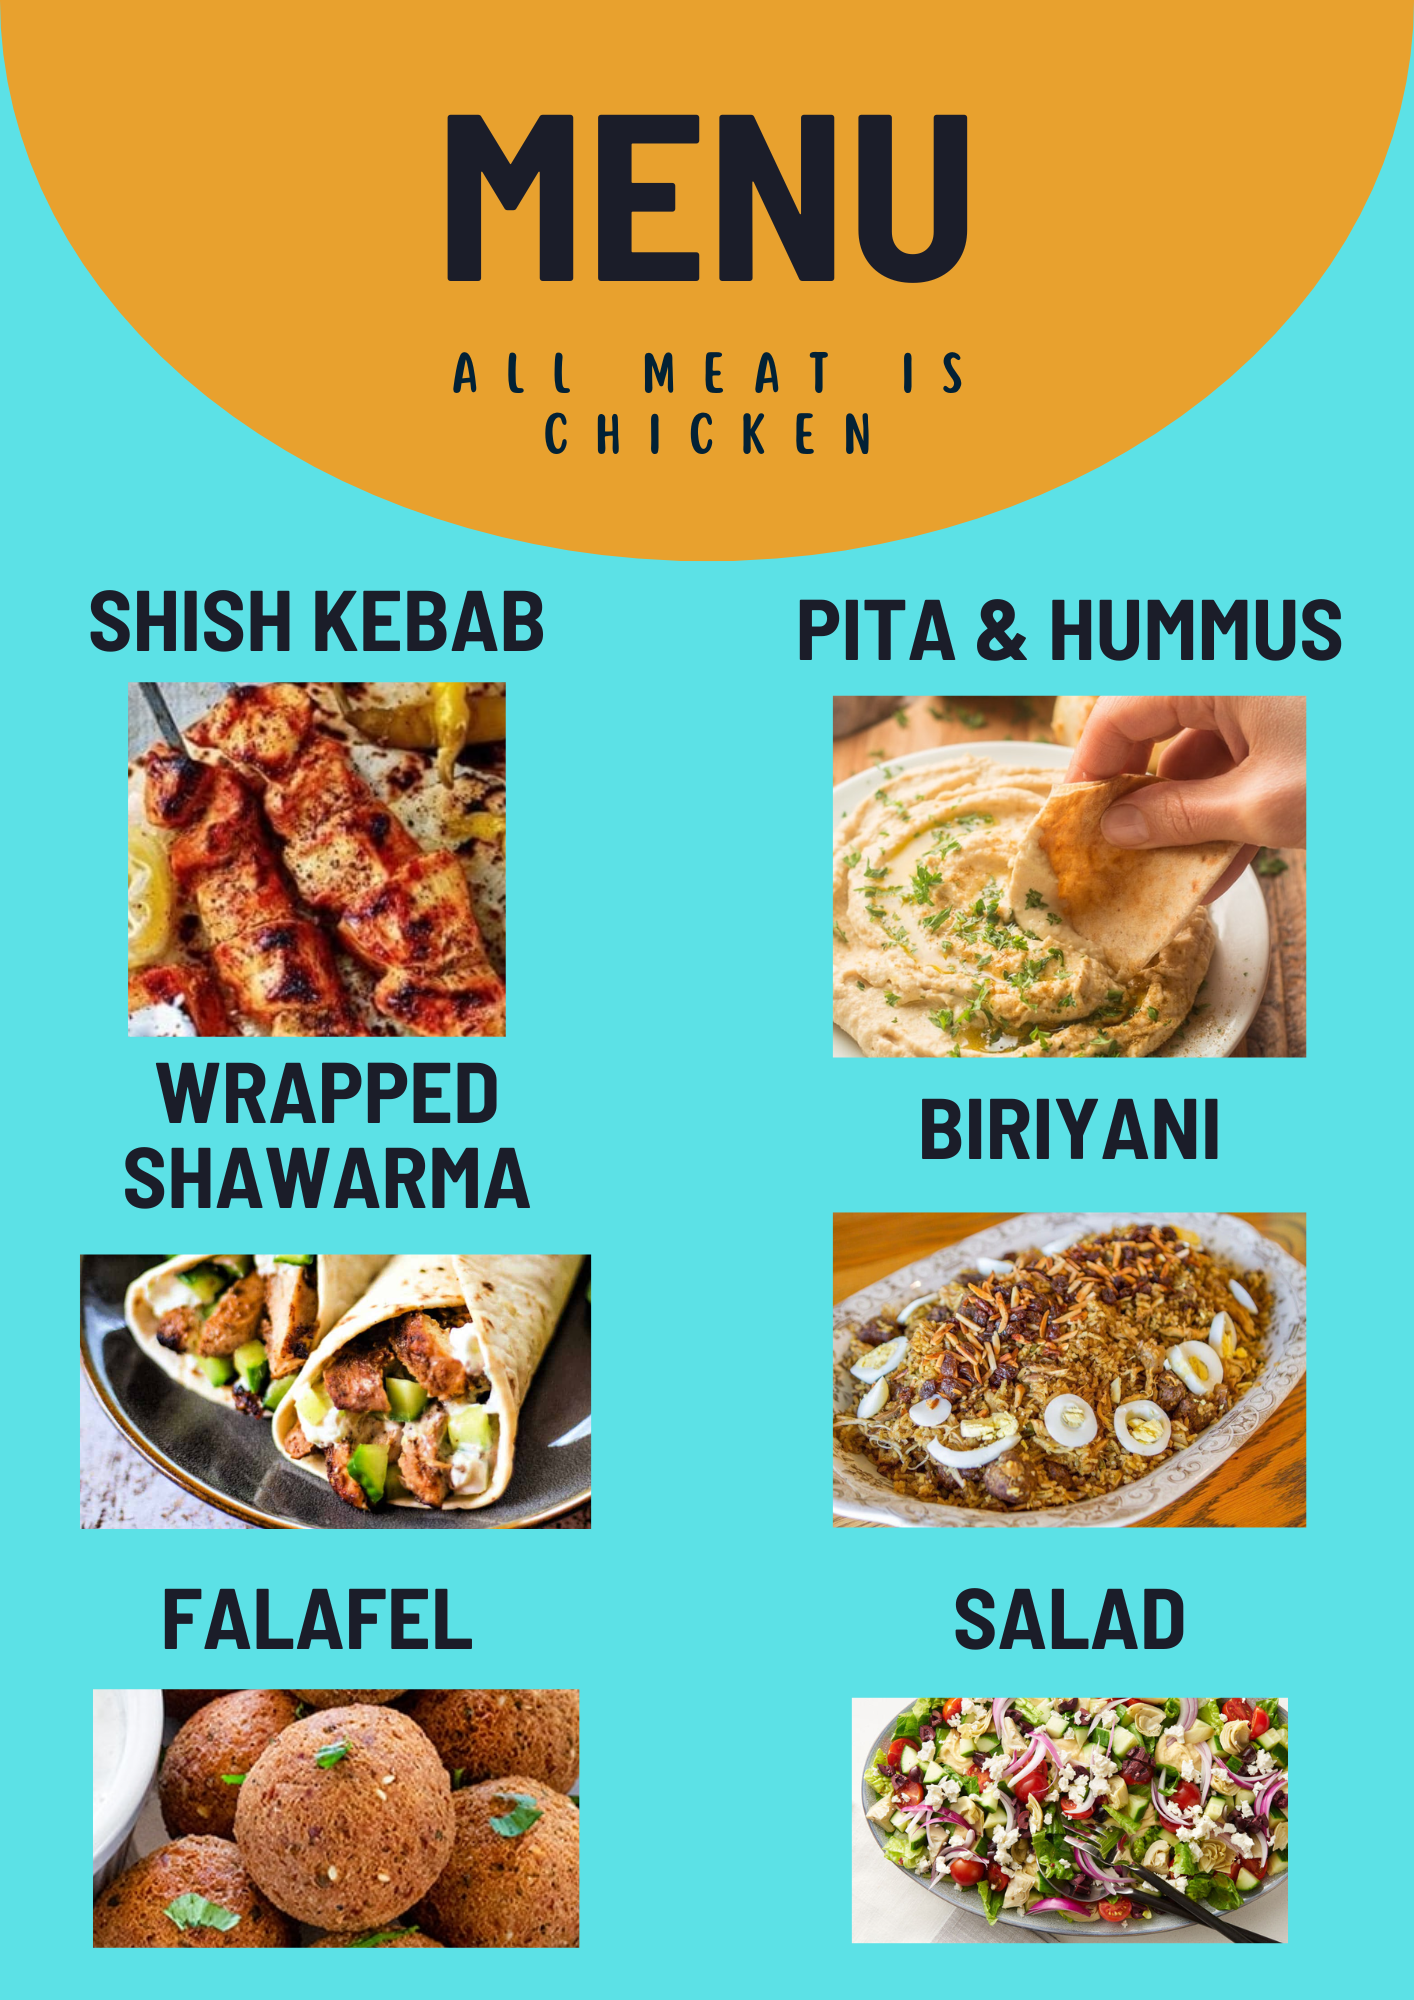 MENU
ALL MEAT IS
CHICKEN
SHISH KEBAB
PITA & HUMMUS
WRAPPED
SHAWARMA
BIRIYANI
FALAFEL
SALAD